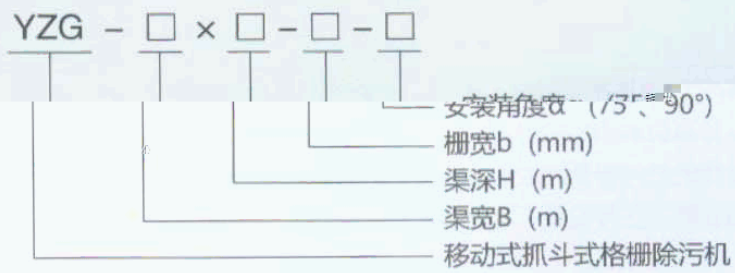 YZG - □ × □ - □ - □
安装角度宽α (75°、90°)
栅宽b (mm)
渠深H (m)
渠宽B (m)
移动式抓斗式格栅除污机